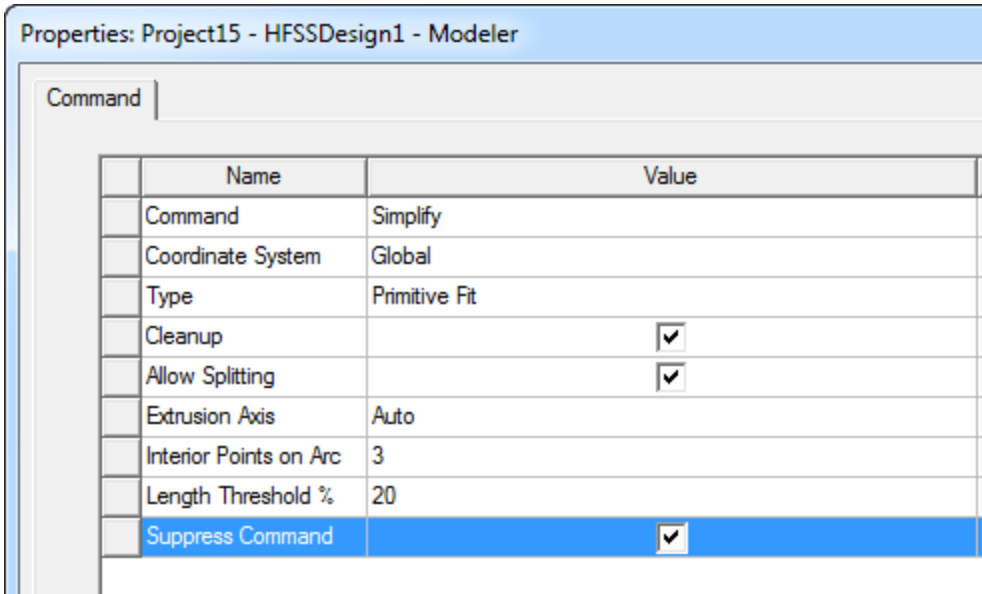 Properties: Project15 - HFSSDesign1 - Modeler
Command
Name Value
Command Simplify
Coordinate System Global
Type Primitive Fit
Cleanup
Allow Splitting
Extrusion Axis Auto
Interior Points on Arc 3
Length Threshold % 20
Suppress Command